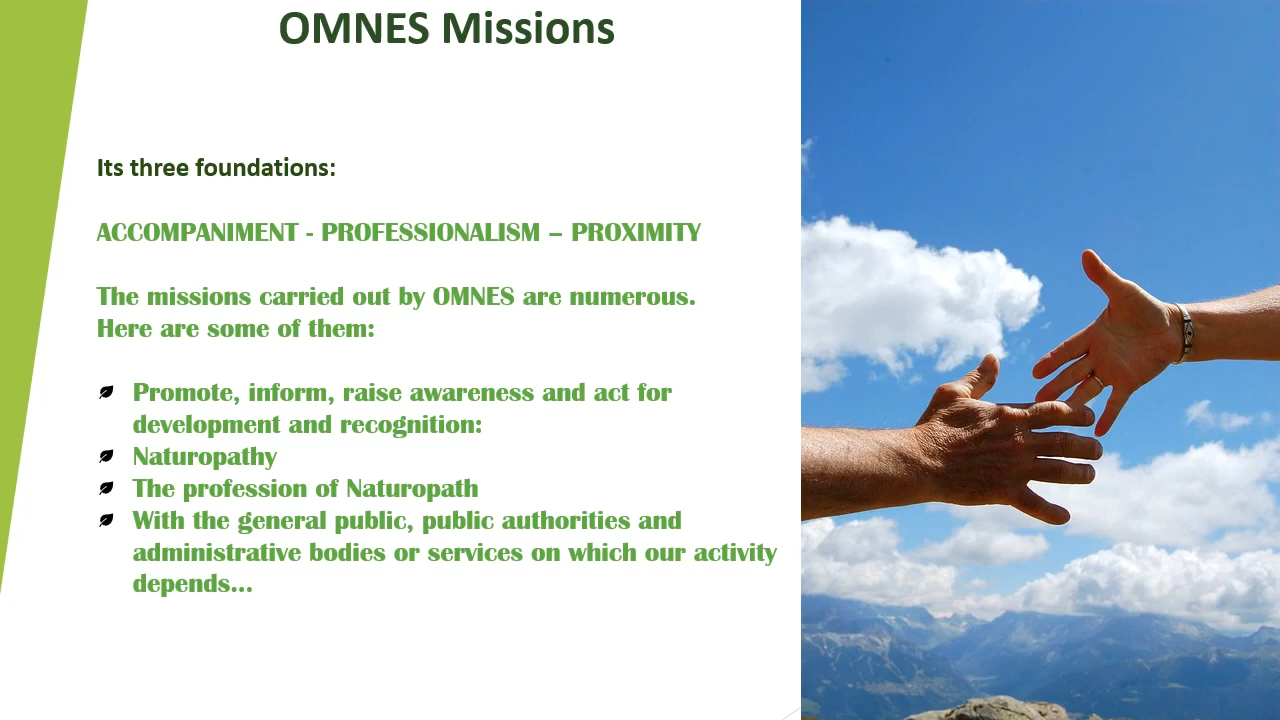 OMNES Missions
Its three foundations:
ACCOMPANIMENT - PROFESSIONALISM – PROXIMITY
The missions carried out by OMNES are numerous.
Here are some of them:
Promote, inform, raise awareness and act for
development and recognition:
Naturopathy
The profession of Naturopath
With the general public, public authorities and
administrative bodies or services on which our activity
depends...